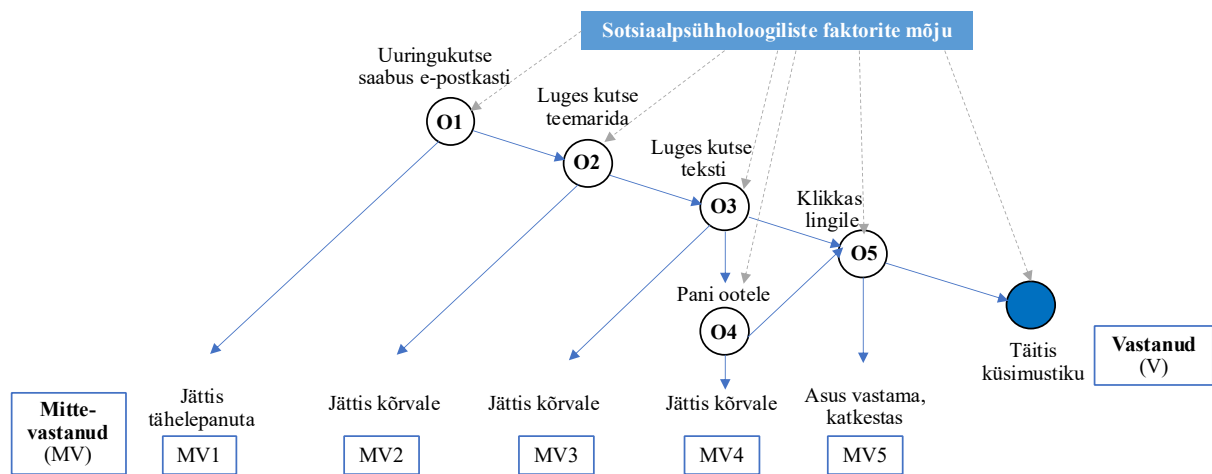 Sotsiaalpsühholoogiliste faktorite mõju
Uuringukutse
saabus e-postkasti
O1
Luges kutse
teemarida
O2
Luges kutse
teksti
O3
Klikkas
lingile
O5
Pani ootele
O4
Täitis
küsimustiku
Vastanud
(V)
Mitte-
vastanud
(MV)
Jättis
tähelepanuta
MV1
Jättis kõrvale
MV2
Jättis kõrvale
MV3
Jättis kõrvale
MV4
Asus vastama,
katkestas
MV5